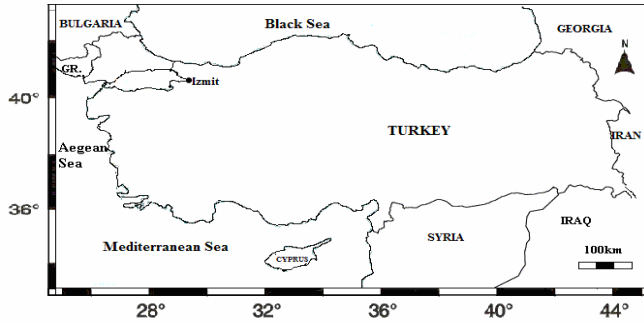 BULGARIA
Black Sea
GEORGIA
N
GR.
Izmit
40°
TURKEY
IRAN
Aegean
Sea
36°
Mediterranean Sea
CYPRUS
SYRIA
IRAQ
100km
28° 32° 36° 40° 44°